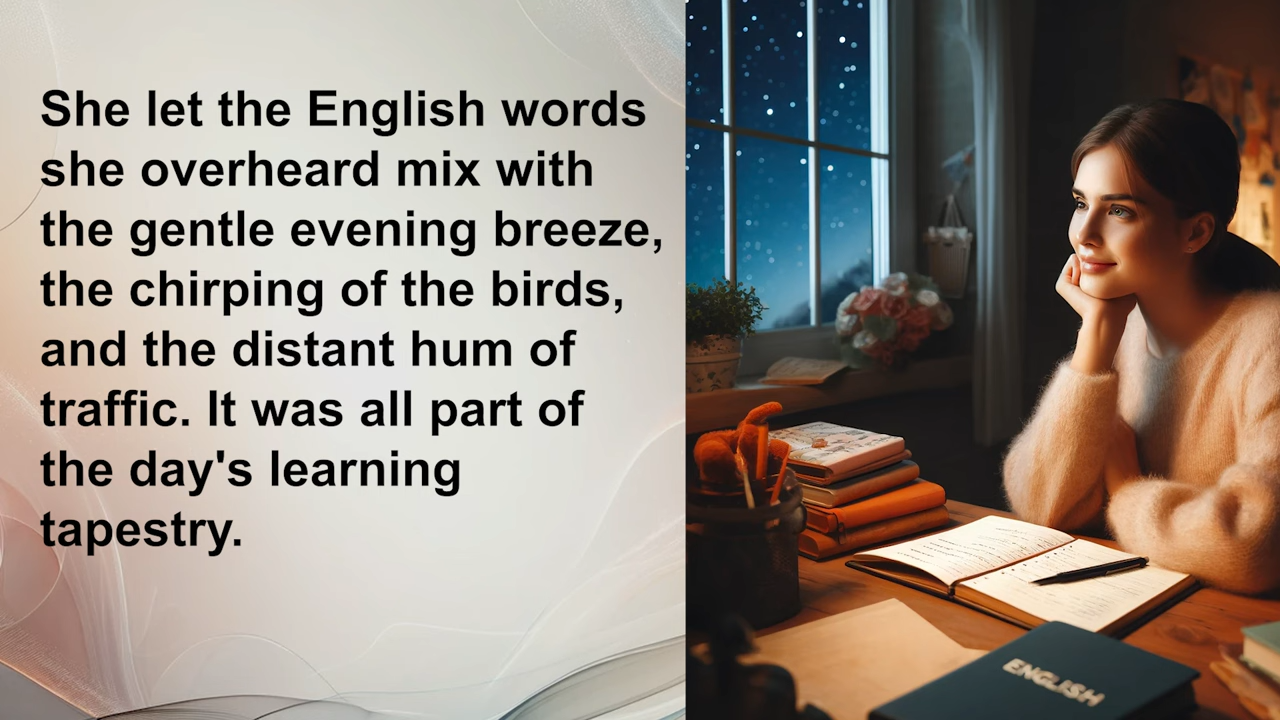 She let the English words
she overheard mix with
the gentle evening breeze,
the chirping of the birds,
and the distant hum of
traffic. It was all part of
the day's learning
tapestry.
ENGLISH